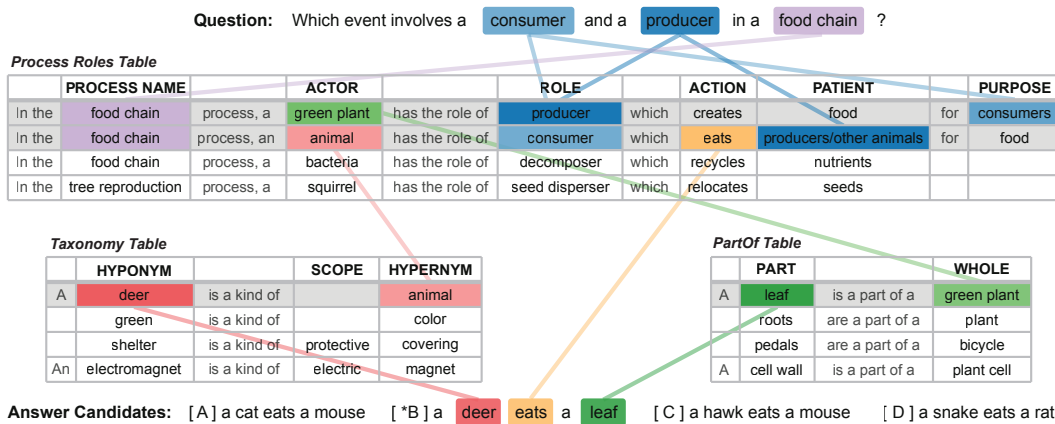 Question: Which event involves a consumer and a producer in a food chain ?
Process Roles Table
PROCESS NAME ACTOR ROLE ACTION PATIENT PURPOSE
In the food chain process, a green plant has the role of producer which creates food for consumers
In the food chain process, an animal has the role of consumer which eats producers/other animals for food
In the food chain process, a bacteria has the role of decomposer which recycles nutrients
In the tree reproduction process, a squirrel has the role of seed disperser which relocates seeds
Taxonomy Table
HYPONYM SCOPE HYPERNYM
A deer is a kind of animal
green is a kind of color
shelter is a kind of protective covering
An electromagnet is a kind of electric magnet
PartOf Table
PART WHOLE
A leaf is a part of a green plant
roots are a part of a plant
pedals are a part of a bicycle
A cell wall is a part of a plant cell
Answer Candidates: [ A ] a cat eats a mouse [ *B ] a deer eats a leaf [ C ] a hawk eats a mouse [ D ] a snake eats a rat